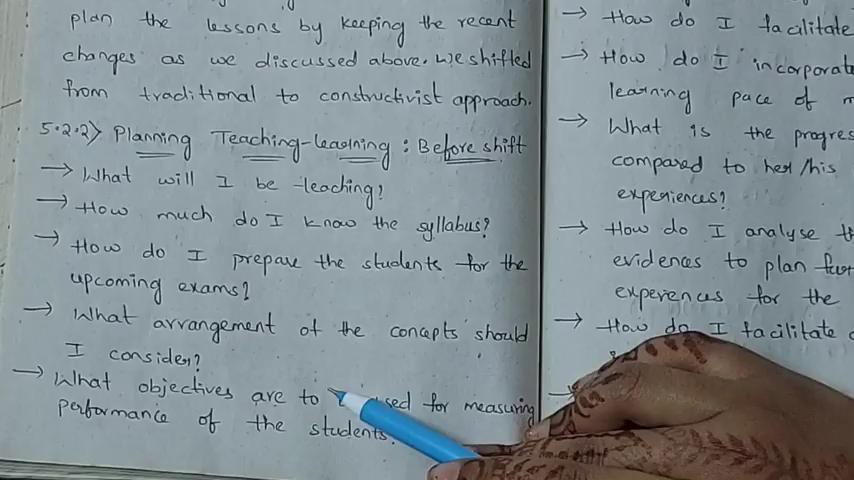 plan the lessons by keeping the recent
changes as we discussed above. We shifted
from traditional to constructivist approach.
5.2.2) Planning Teaching-learning : Before shift
→ What will I be teaching?
→ How much do I know the syllabus?
→ How do I prepare the students for the
upcoming exams?
→ What arrangement of the concepts should
I consider?
→ What objectives are to for measuring
performance of the students.
→ How do I facilitate
→ How do I incorporat
learning pace of
→ What is the progres
compared to her/his
experiences?
→ How do I analyse
evidences to plan
experiences for the
→ How do I facilitate